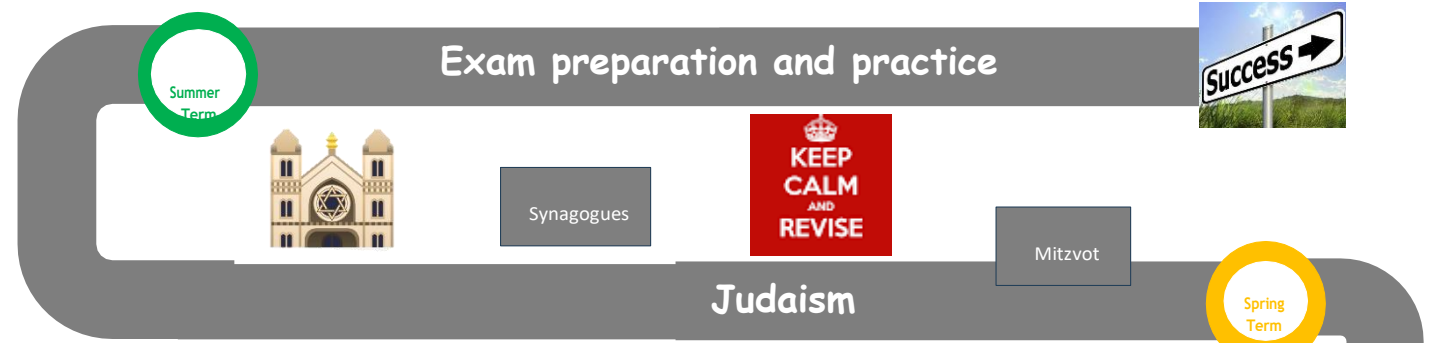 Exam preparation and practice
Success
Summer
Term
KEEP
CALM
AND
REVISE
Synagogues
Mitzvot
Judaism
Spring
Term